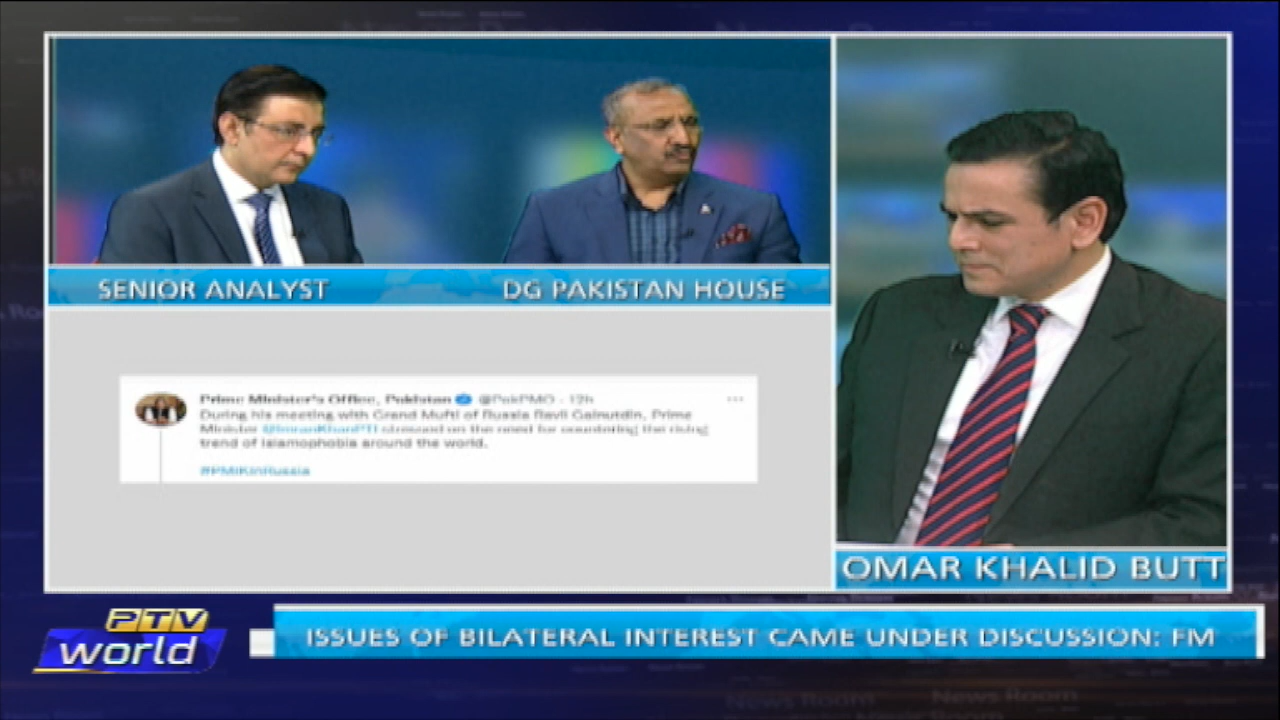 SENIOR ANALYST
DG PAKISTAN HOUSE
Prime Minister's Office, Pakistan @PakPMO · 12h
During his meeting with Grand Mufti of Russia Ravil Gainutdin, Prime
Minister @ImranKhanPTI stressed on the need for countering the rising
trend of Islamophobia around the world.
#PMIKinRussia
OMAR KHALID BUTT
PTV
world
ISSUES OF BILATERAL INTEREST CAME UNDER DISCUSSION: FM
News Room